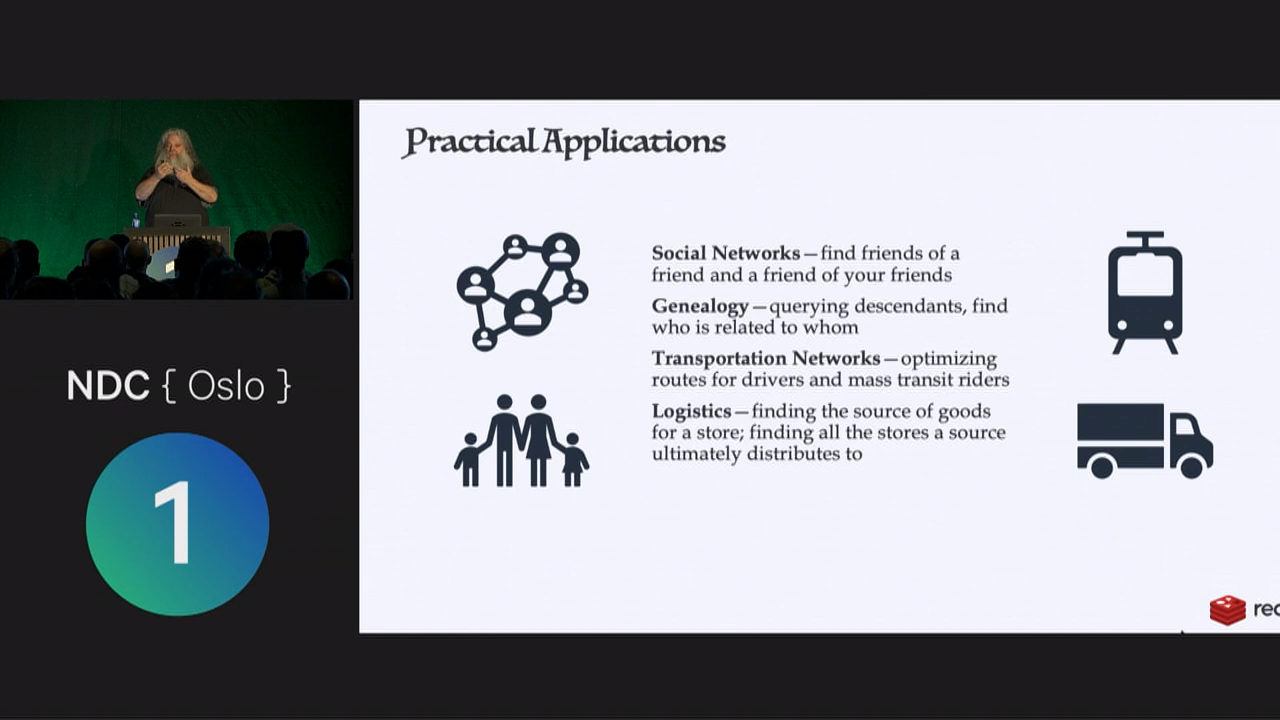 Practical Applications
Social Networks — find friends of a
friend and a friend of your friends
Genealogy — querying descendants, find
who is related to whom
Transportation Networks — optimizing
routes for drivers and mass transit riders
Logistics — finding the source of goods
for a store; finding all the stores a source
ultimately distributes to
NDC { Oslo }
1